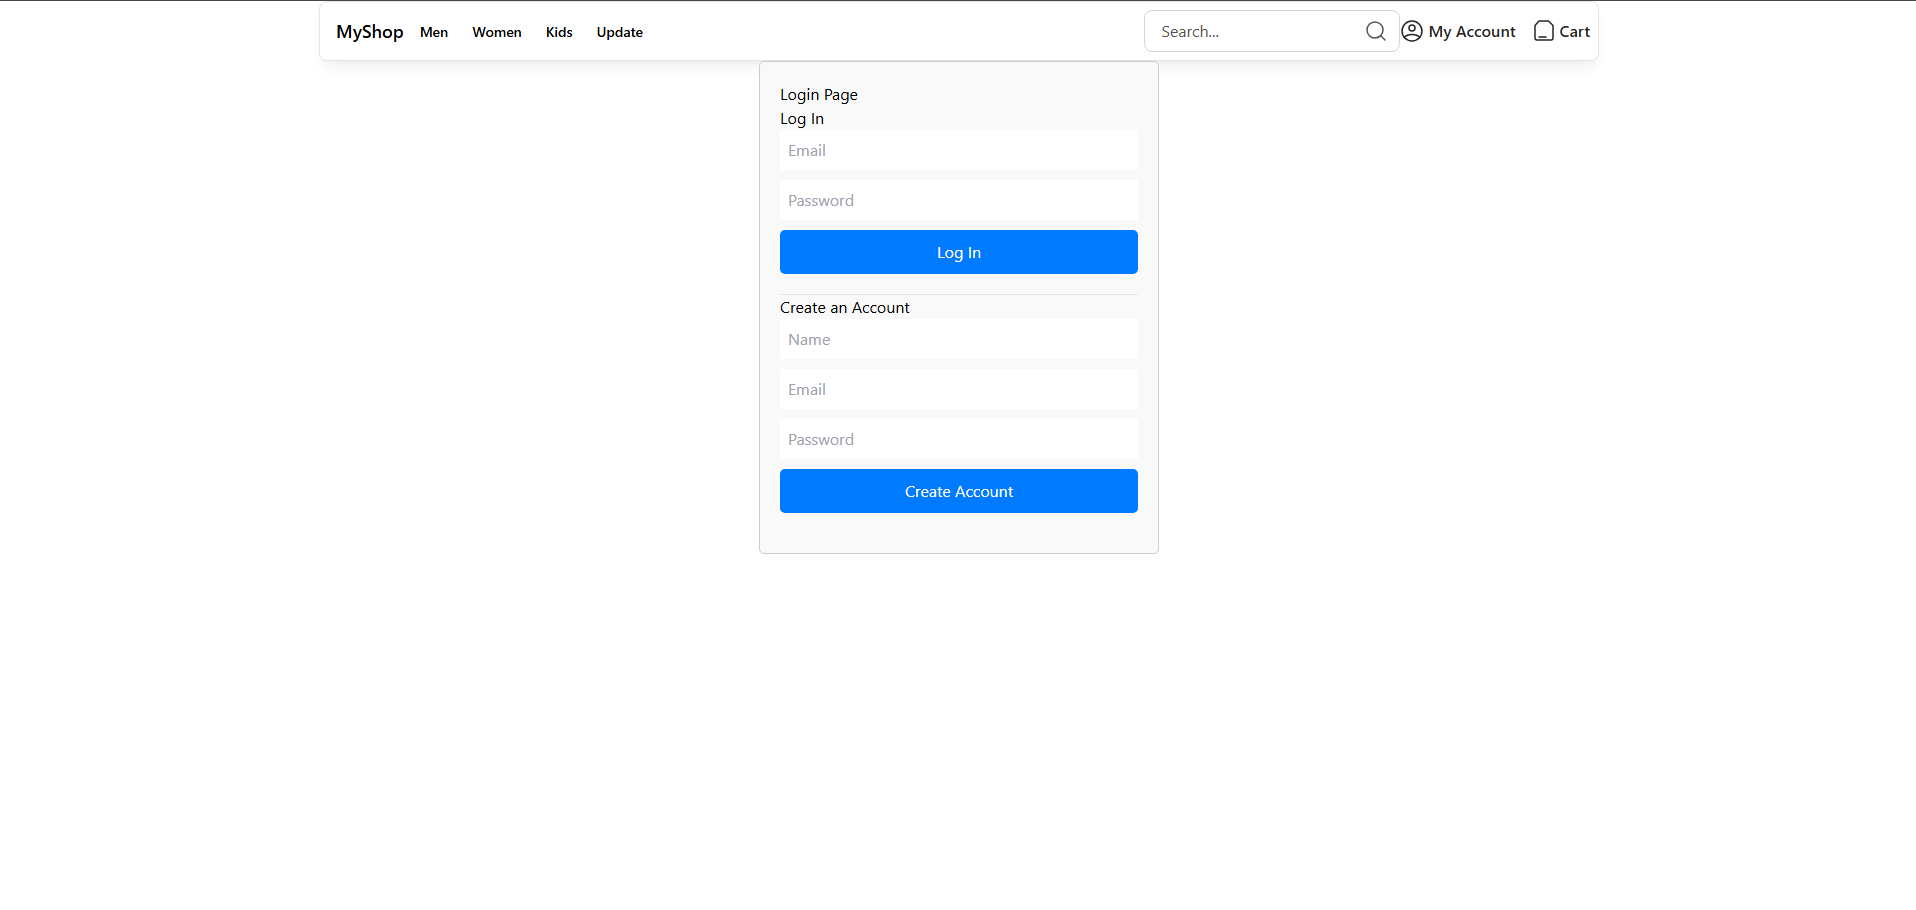 MyShop Men Women Kids Update Search... My Account Cart
Login Page
Log In
Email
Password
Log In
Create an Account
Name
Email
Password
Create Account